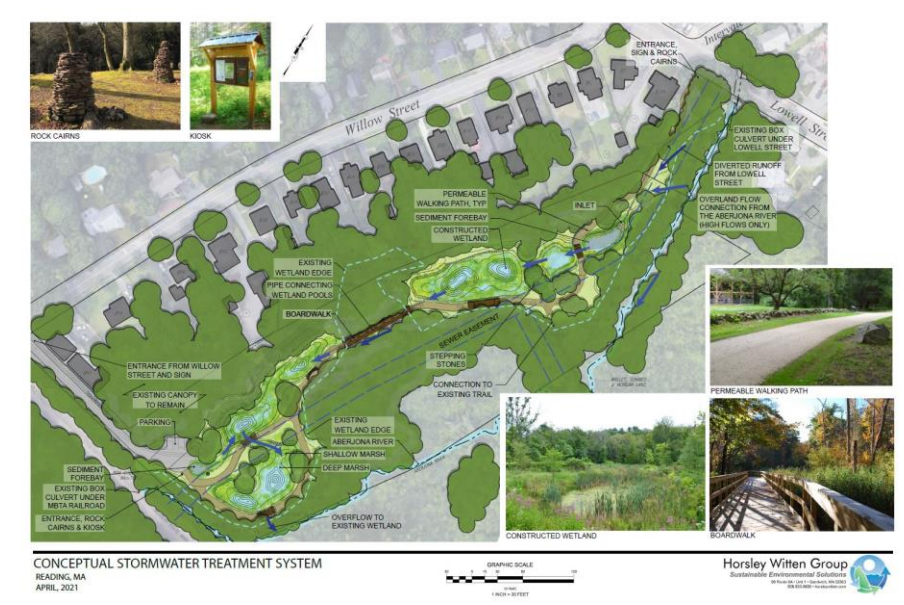 ROCK CAIRNS
KIOSK
Willow Street
ENTRANCE,
SIGN & ROCK
CAIRNS
Lowell
EXISTING BOX
CULVERT UNDER
LOWELL STREET
DIVERTED RUNOFF
FROM LOWELL
STREET
OVERLAND FLOW
CONNECTION FROM
THE ABERJONA RIVER
(HIGH FLOWS ONLY)
PERMEABLE
WALKING PATH, TYP
SEDIMENT FOREBAY
CONSTRUCTED
WETLAND
INLET
EXISTING
WETLAND EDGE
PIPE CONNECTING
WETLAND POOLS
BOARDWALK
SEWER EASEMENT
STEPPING
STONES
CONNECTION TO
EXISTING TRAIL
ENTRANCE FROM WILLOW
STREET AND SIGN
EXISTING CANOPY
TO REMAIN
PARKING
EXISTING
WETLAND EDGE
ABERJONA RIVER
SHALLOW MARSH
DEEP MARSH
SEDIMENT
FOREBAY
EXISTING BOX
CULVERT UNDER
MBTA RAILROAD
ENTRANCE, ROCK
CAIRNS & KIOSK
OVERFLOW TO
EXISTING WETLAND
PERMEABLE WALKING PATH
CONSTRUCTED WETLAND
BOARDWALK
CONCEPTUAL STORMWATER TREATMENT SYSTEM
READING, MA
APRIL, 2021
GRAPHIC SCALE
1 INCH = 30 FEET
Horsley Witten Group
Sustainable Environmental Solutions